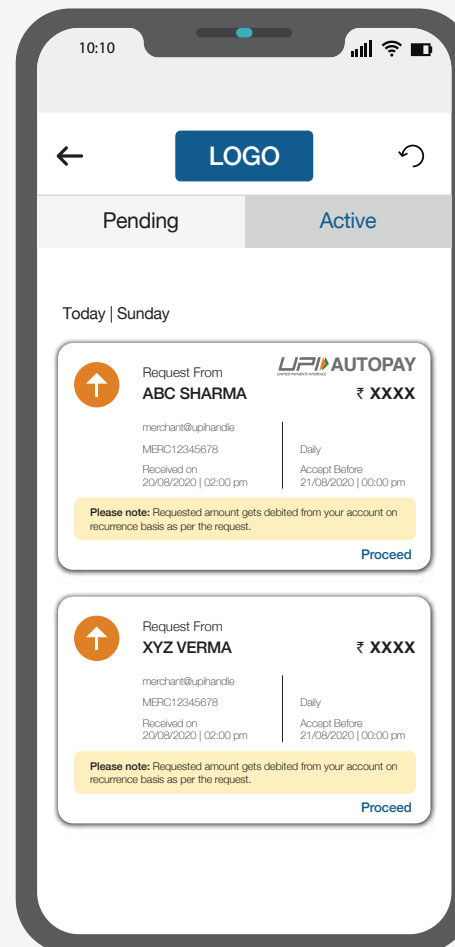 10:10
LOGO
Pending Active
Today | Sunday
UPI AUTOPAY
UNIFIED PAYMENTS INTERFACE
Request From
ABC SHARMA ₹ XXXX
merchant@upihandle
MERC12345678 Daily
Received on Accept Before
20/08/2020 | 02:00 pm 21/08/2020 | 00:00 pm
Please note: Requested amount gets debited from your account on
recurrence basis as per the request.
Proceed
Request From
XYZ VERMA ₹ XXXX
merchant@upihandle
MERC12345678 Daily
Received on Accept Before
20/08/2020 | 02:00 pm 21/08/2020 | 00:00 pm
Please note: Requested amount gets debited from your account on
recurrence basis as per the request.
Proceed